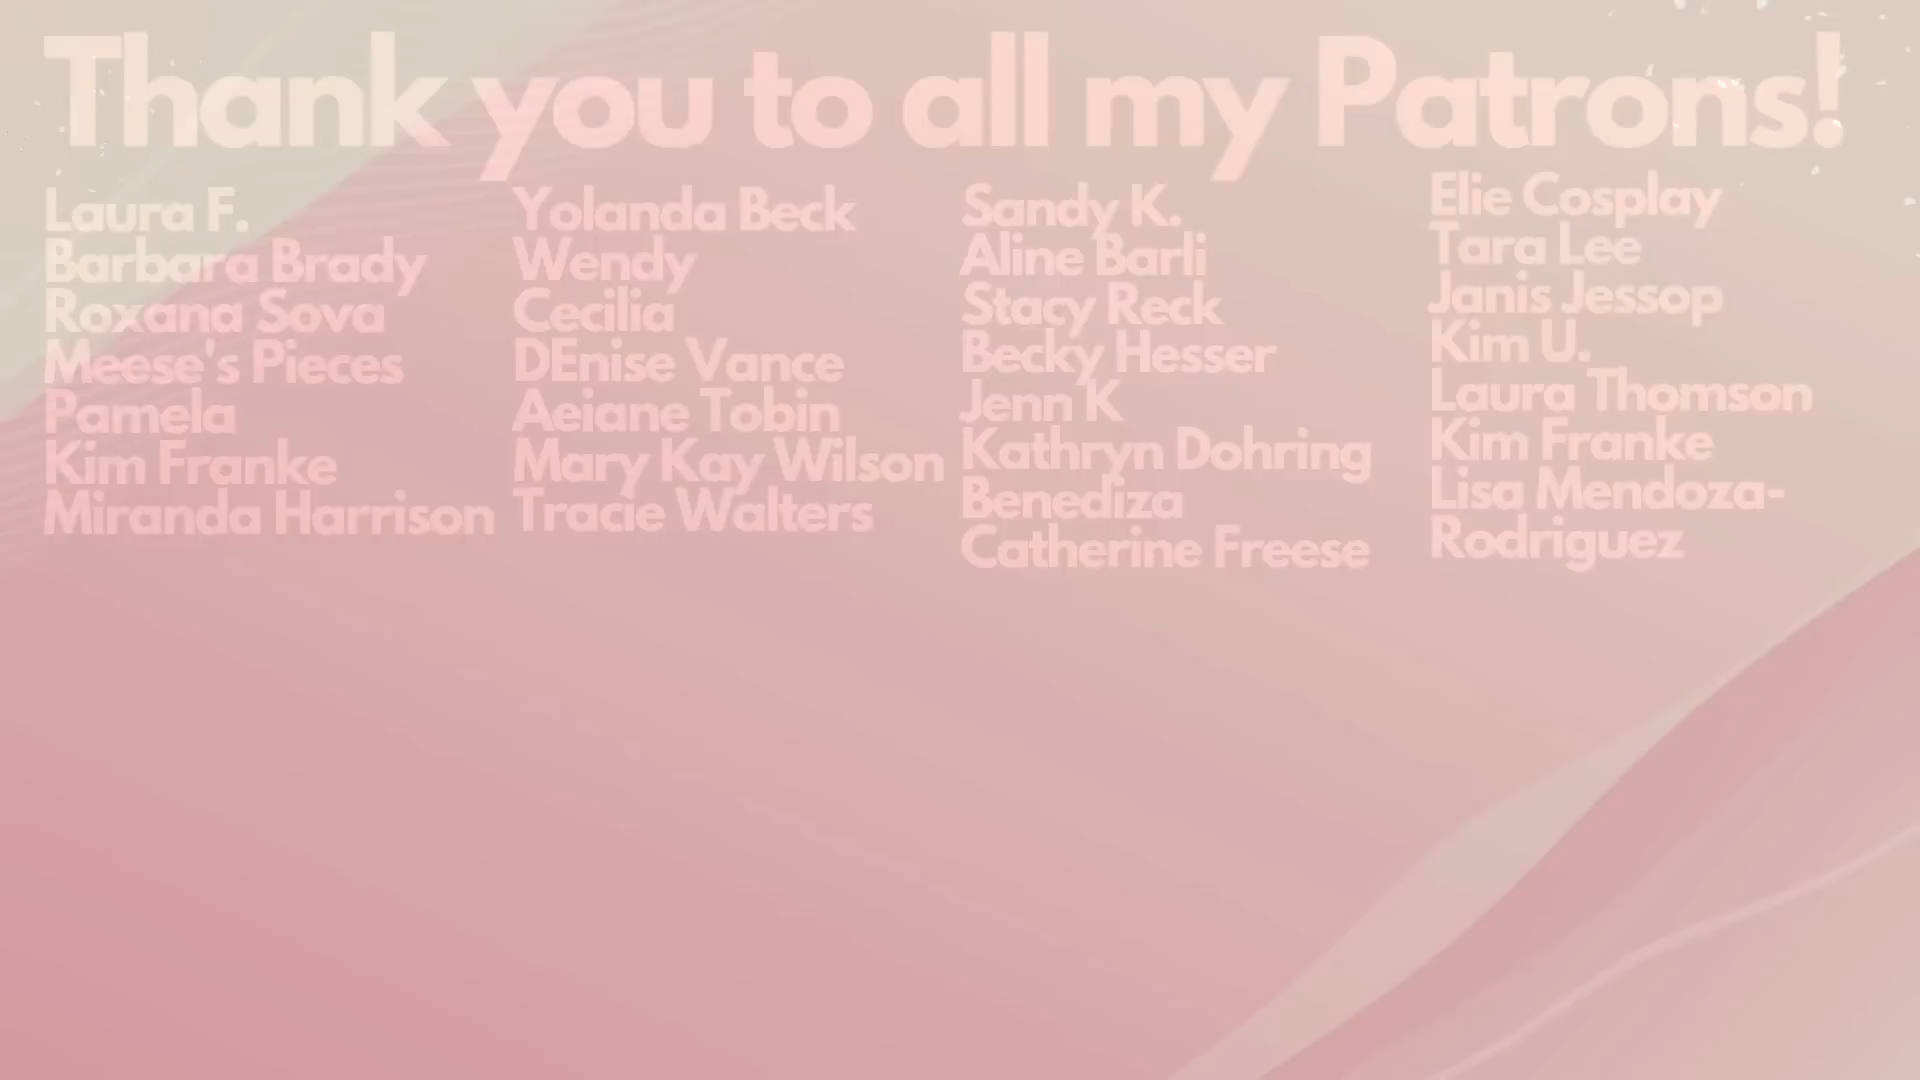 Thank you to all my Patrons!
Laura F.
Barbara Brady
Roxana Sova
Meese's Pieces
Pamela
Kim Franke
Miranda Harrison
Yolanda Beck
Wendy
Cecilia
DEnise Vance
Aeiane Tobin
Mary Kay Wilson
Tracie Walters
Sandy K.
Aline Barli
Stacy Reck
Becky Hesser
Jenn K
Kathryn Dohring
Benediza
Catherine Freese
Elie Cosplay
Tara Lee
Janis Jessop
Kim U.
Laura Thomson
Kim Franke
Lisa Mendoza-
Rodriguez